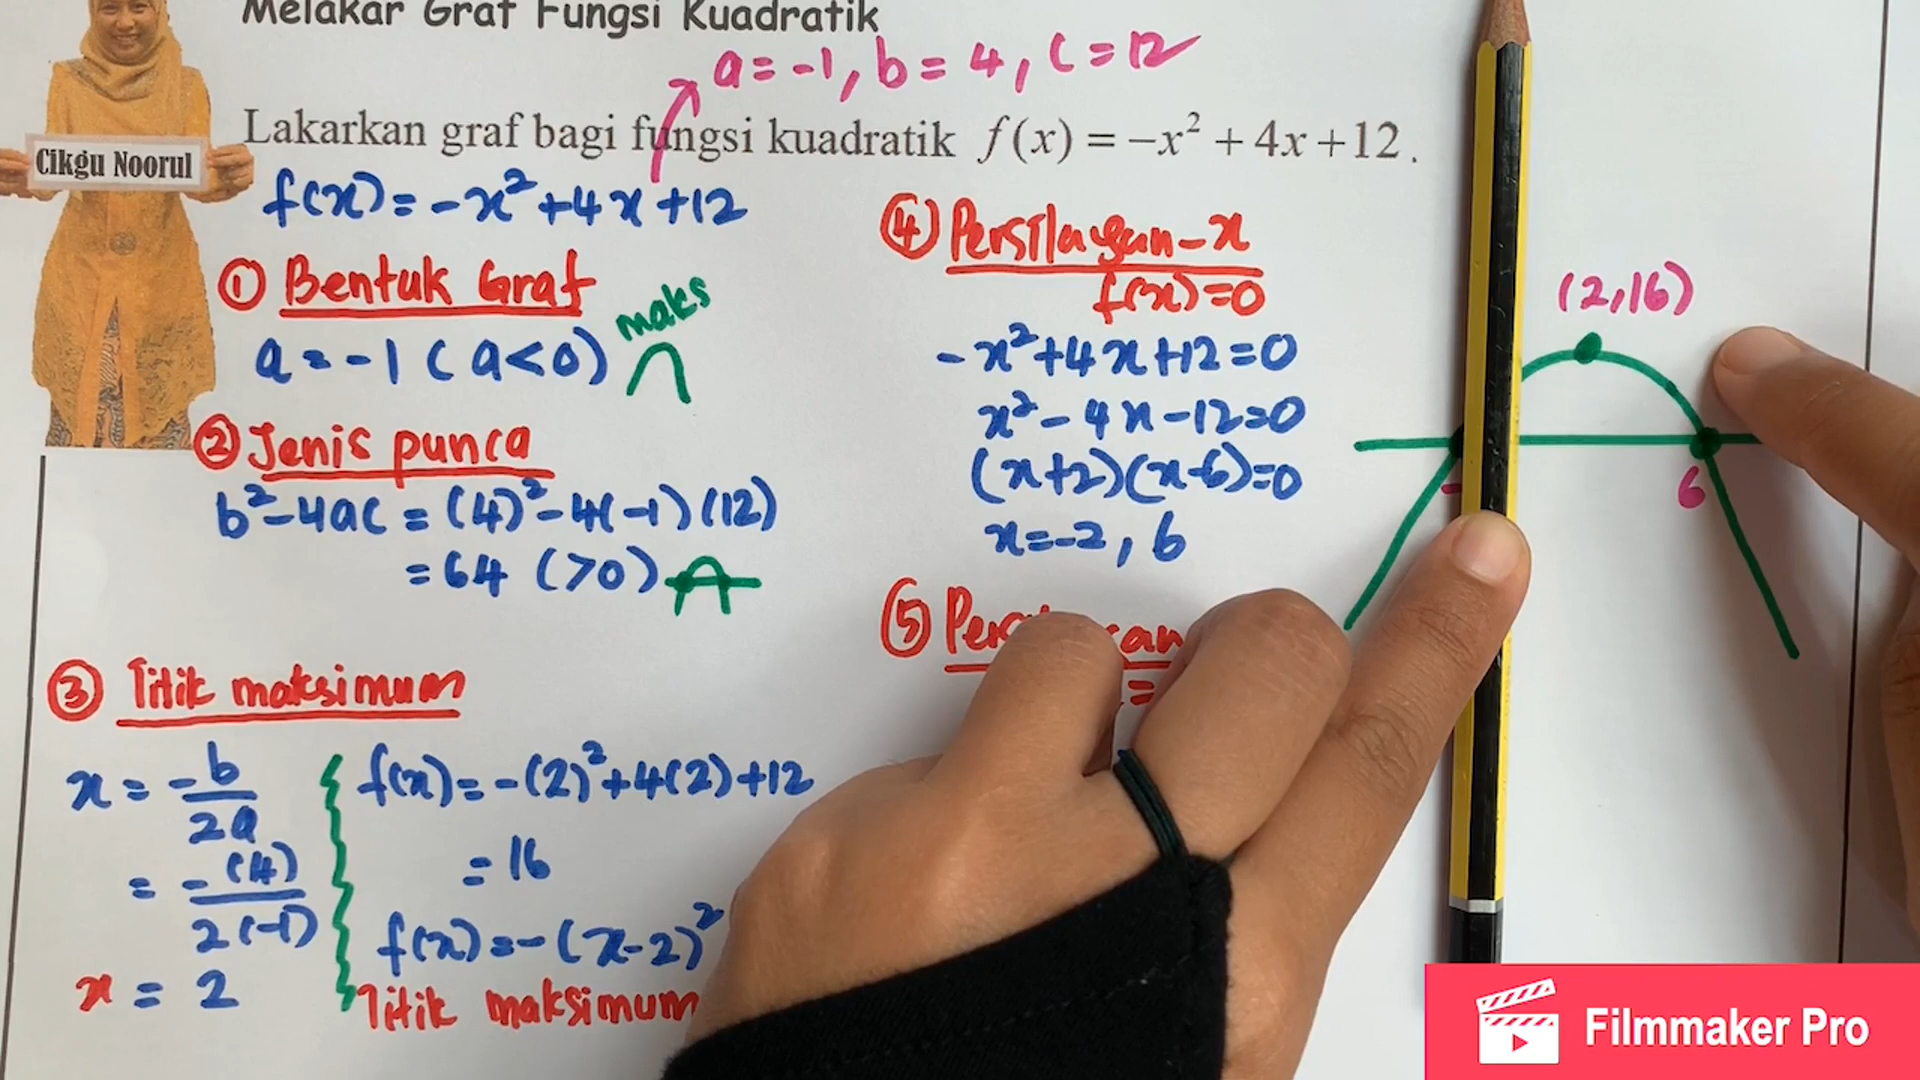 Melakar Graf Fungsi Kuadratik
a = -1, b = 4, c = 12
Lakarkan graf bagi fungsi kuadratik f(x) = −x² + 4x + 12.
Cikgu Noorul
f(x) = -x² + 4x + 12
① Bentuk Graf
a = -1 (a<0)
maks
② Jenis punca
b² - 4ac = (4)² - 4(-1)(12)
= 64 (>0)
③ Titik maksimum
x = -b/2a
= -(4)/2(-1)
x = 2
f(x) = -(2)² + 4(2) + 12
= 16
f(x) = -(x-2)²
Titik maksimum
④ Persilangan-x
f(x) = 0
-x² + 4x + 12 = 0
x² - 4x - 12 = 0
(x+2)(x-6) = 0
x = -2, 6
⑤
=
(2,16)
-
6
Filmmaker Pro